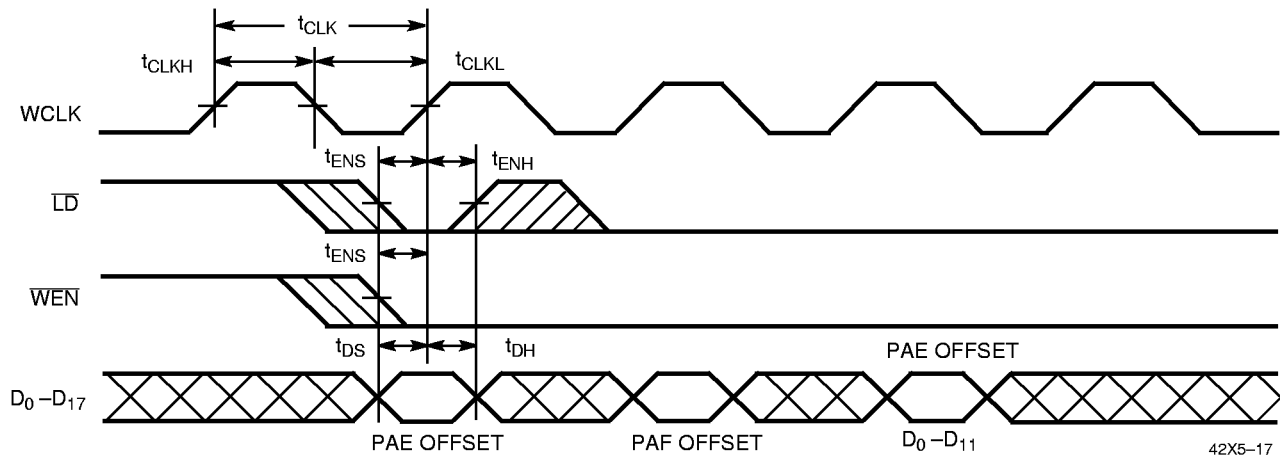 tCLK
tCLKH
tCLKL
WCLK
tENS
tENH
LD
tENS
WEN
tDS
tDH
PAE OFFSET
D0 –D17
PAE OFFSET
PAF OFFSET
D0 –D11
42X5–17